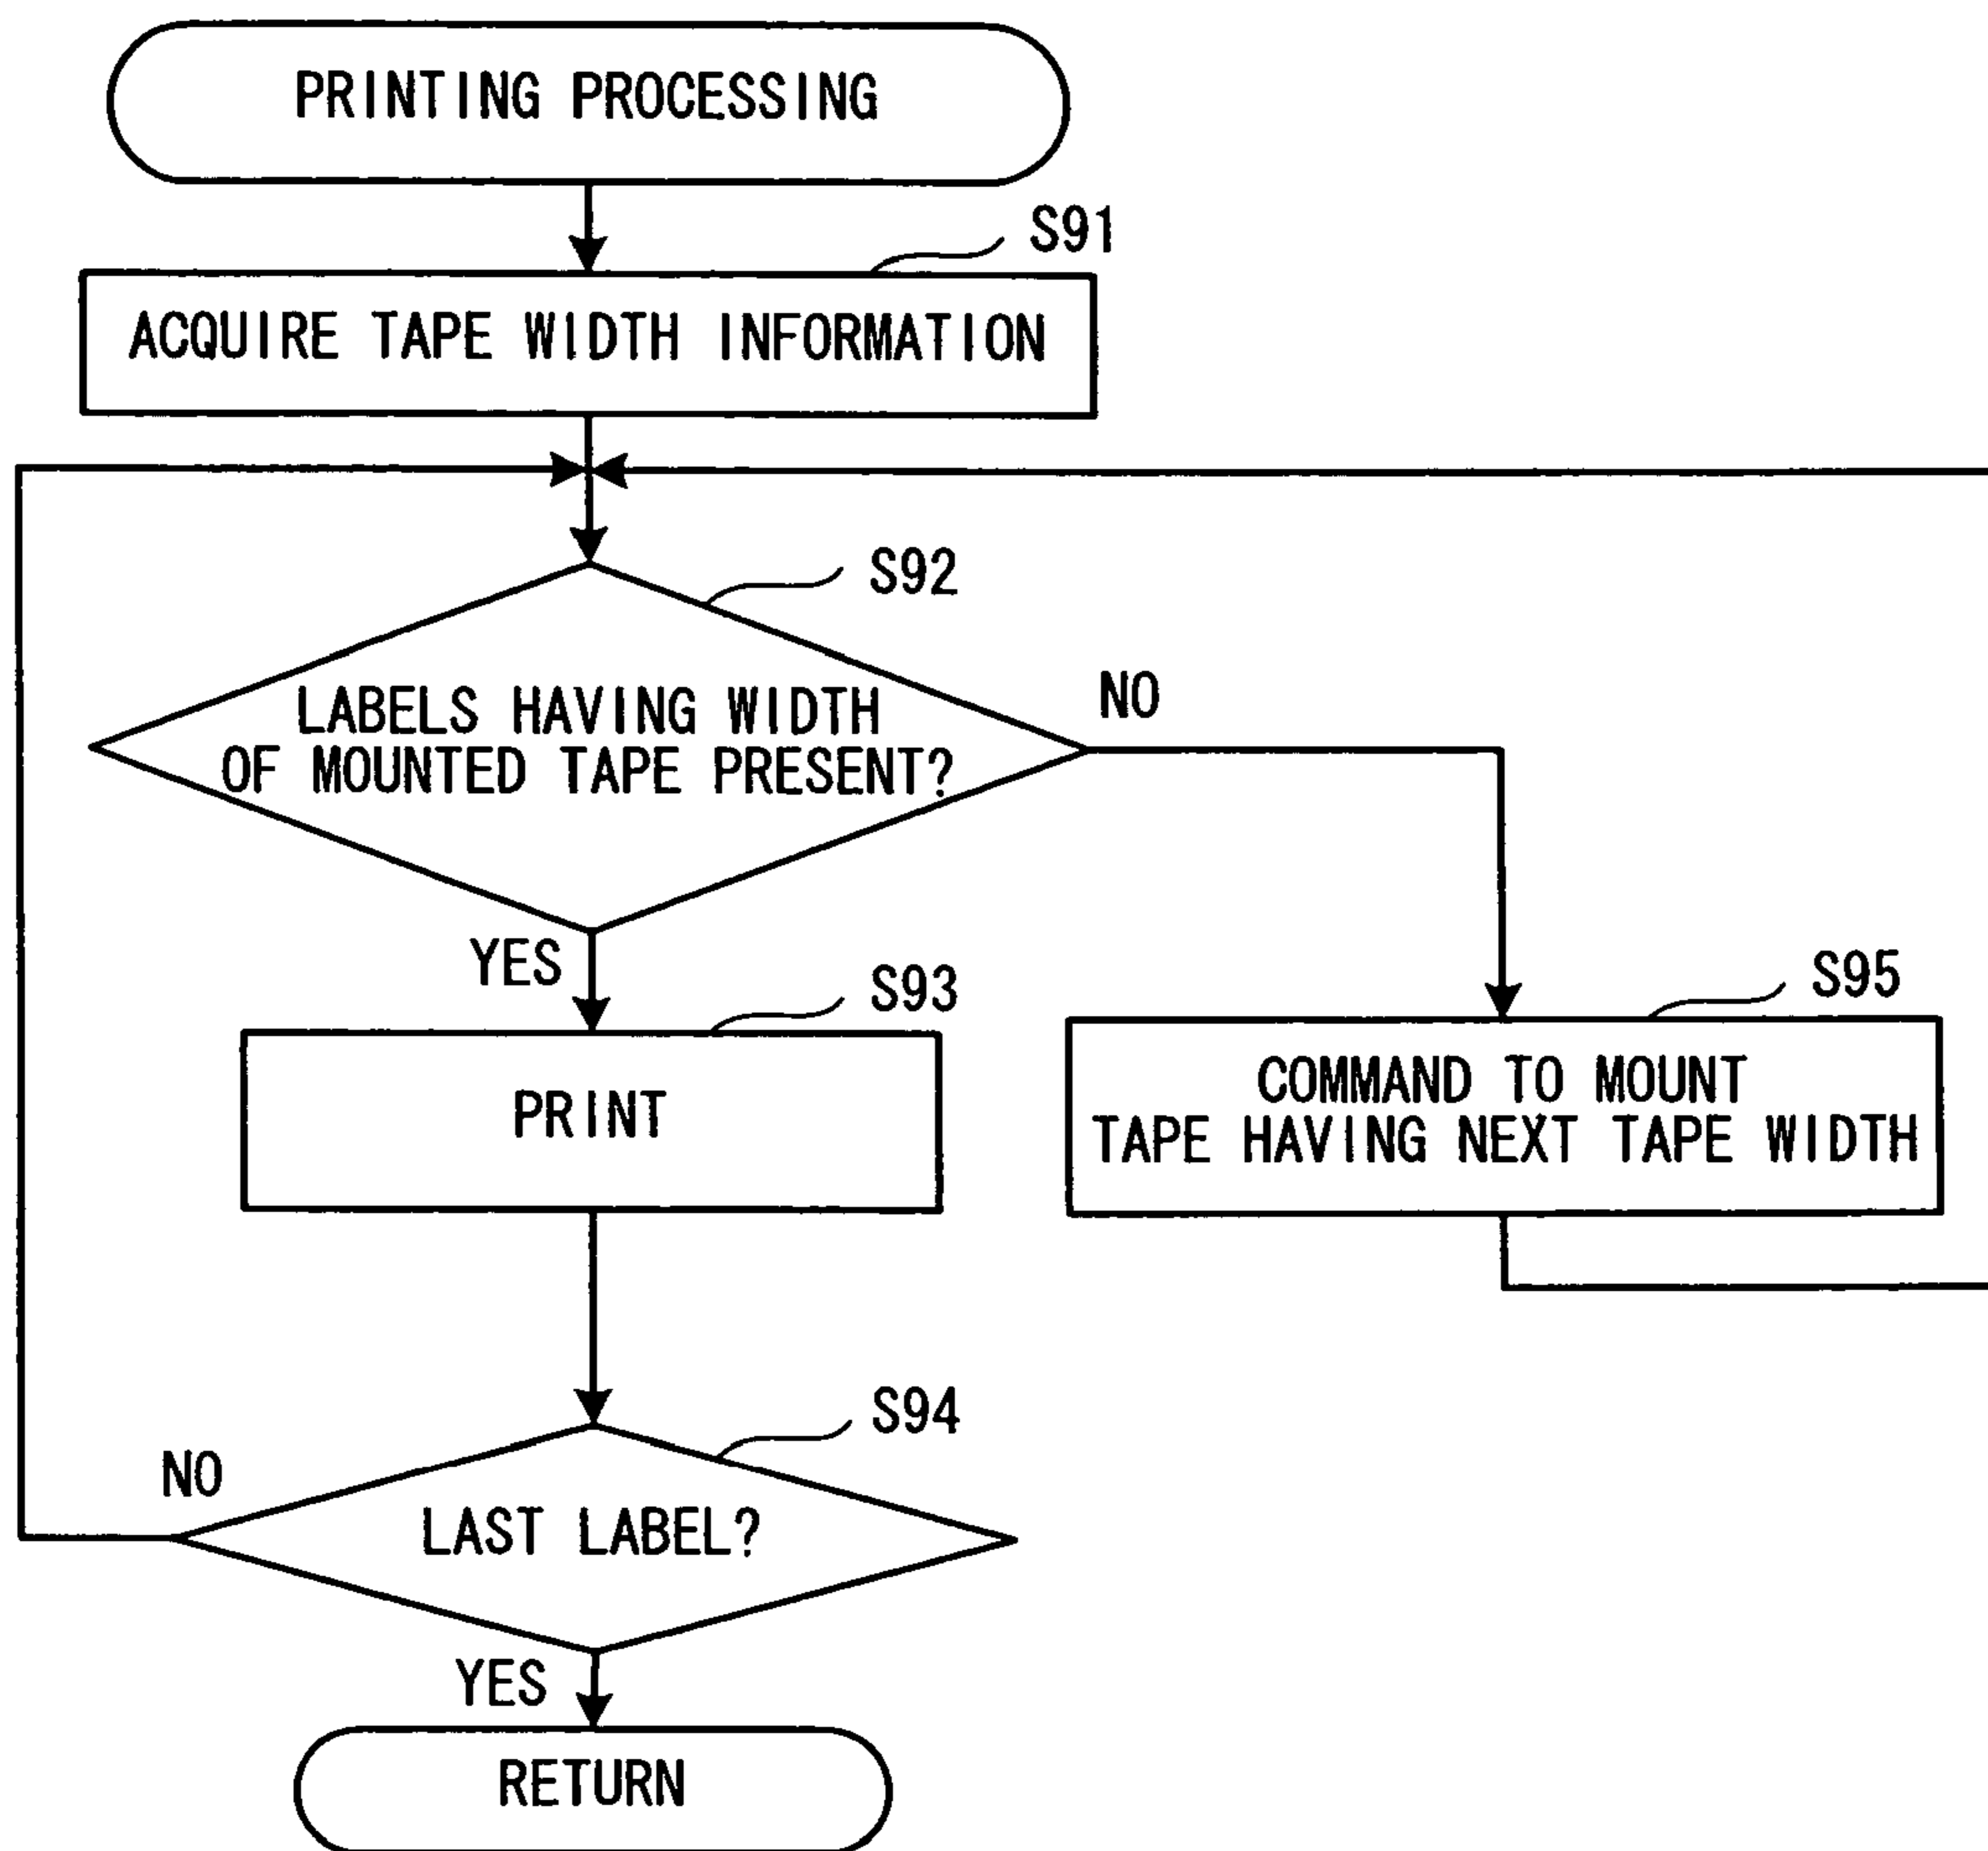 PRINTING PROCESSING
S91
ACQUIRE TAPE WIDTH INFORMATION
S92
LABELS HAVING WIDTH
OF MOUNTED TAPE PRESENT?
NO
YES
S93
PRINT
S95
COMMAND TO MOUNT
TAPE HAVING NEXT TAPE WIDTH
S94
NO
LAST LABEL?
YES
RETURN